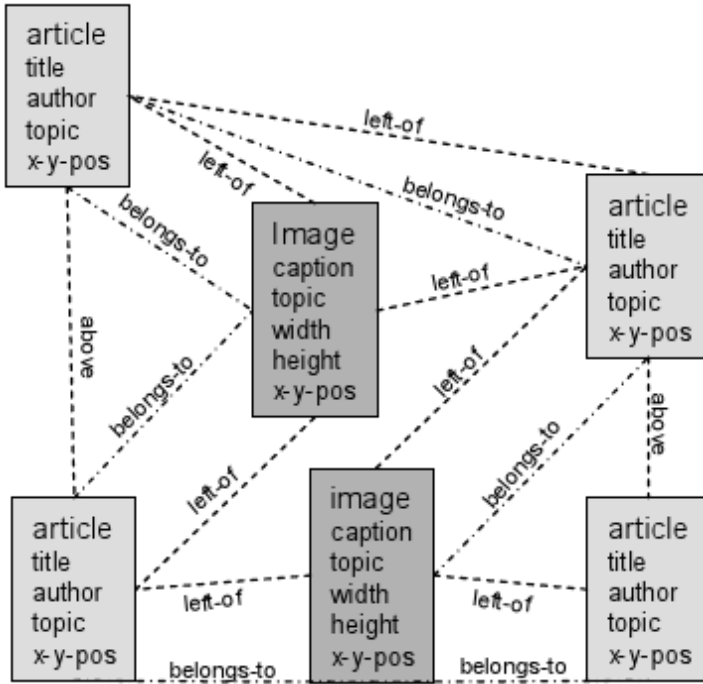 article
title
author
topic
x-y-pos
left-of
left-of
belongs-to
belongs-to
article
title
author
topic
x-y-pos
Image
caption
topic
width
height
x-y-pos
left-of
above
belongs-to
left-of
above
belongs-to
left-of
article
title
author
topic
x-y-pos
left-of
image
caption
topic
width
height
x-y-pos
left-of
article
title
author
topic
x-y-pos
belongs-to
belongs-to